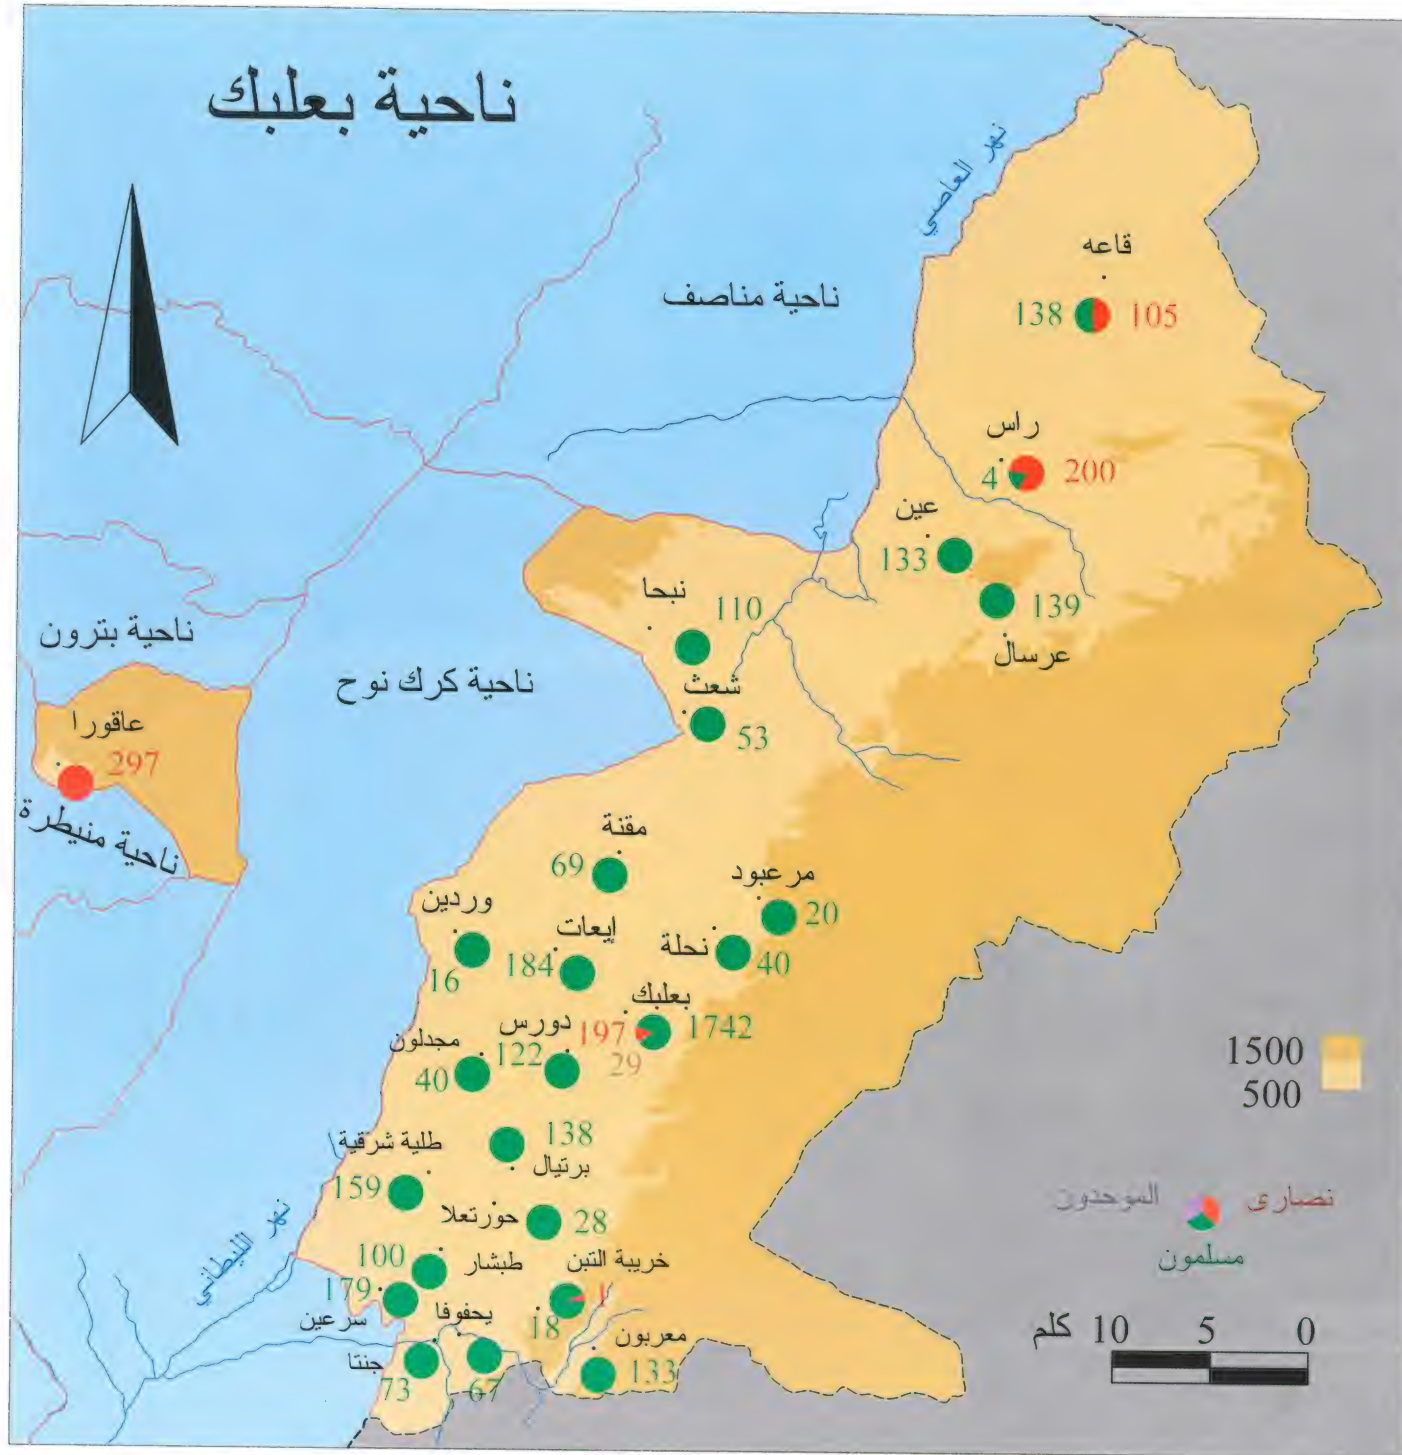 ناحية بعلبك
نهر العاصي
قاعه
138 105
ناحية مناصف
راس
4 200
عين
133
139
عرسال
نبحا
110
شعث
53
ناحية بترون
ناحية كرك نوح
عاقورا
297
ناحية منيطرة
مقنة
69
مرعبود
20
وردين
16
إيعات
184
نحلة
40
بعلبك
197 1742
29
دورس
122
مجدلون
40
138
برتيال
طلية شرقية
159
حورتعلا
28
نهر الليطاني
100
طبشار
179
سرعين
خريبة التبن
1
18
يحفوفا
67
جنتا
73
معربون
133
1500
500
الموحدون
نصارى
مسلمون
كلم 10 5 0